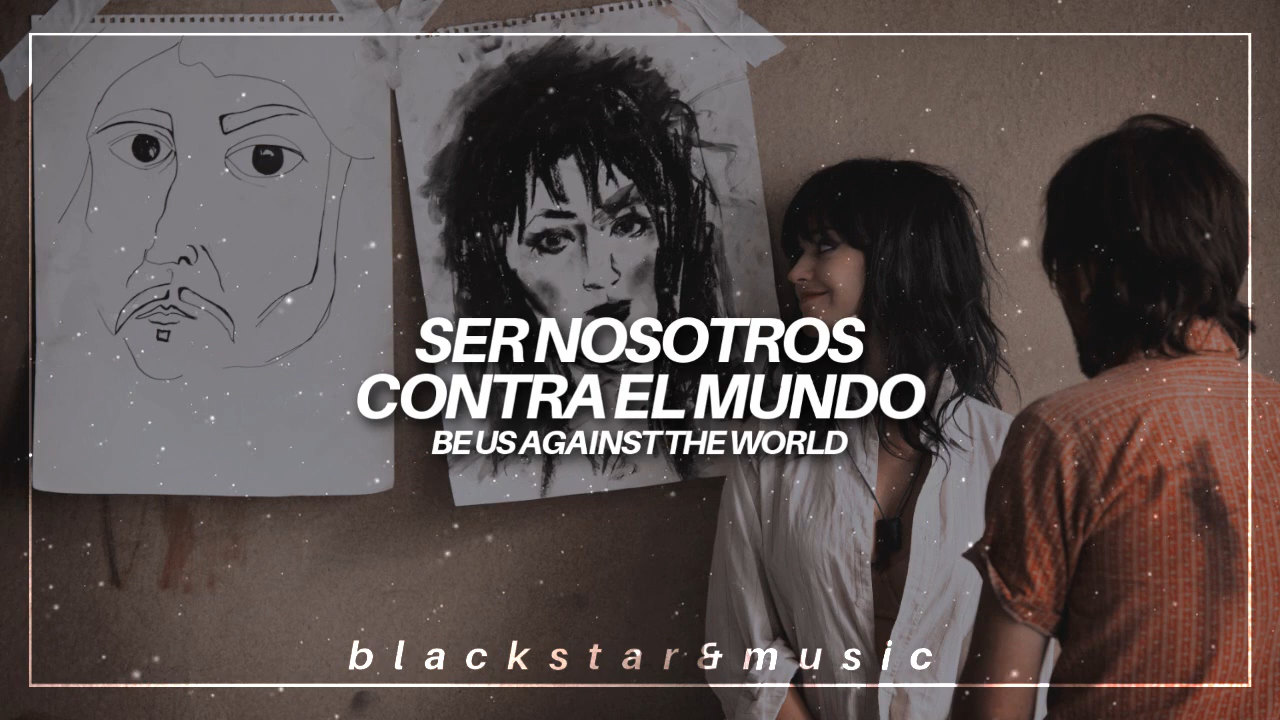 SER NOSOTROS
CONTRA EL MUNDO
BE US AGAINST THE WORLD
blackstar&music